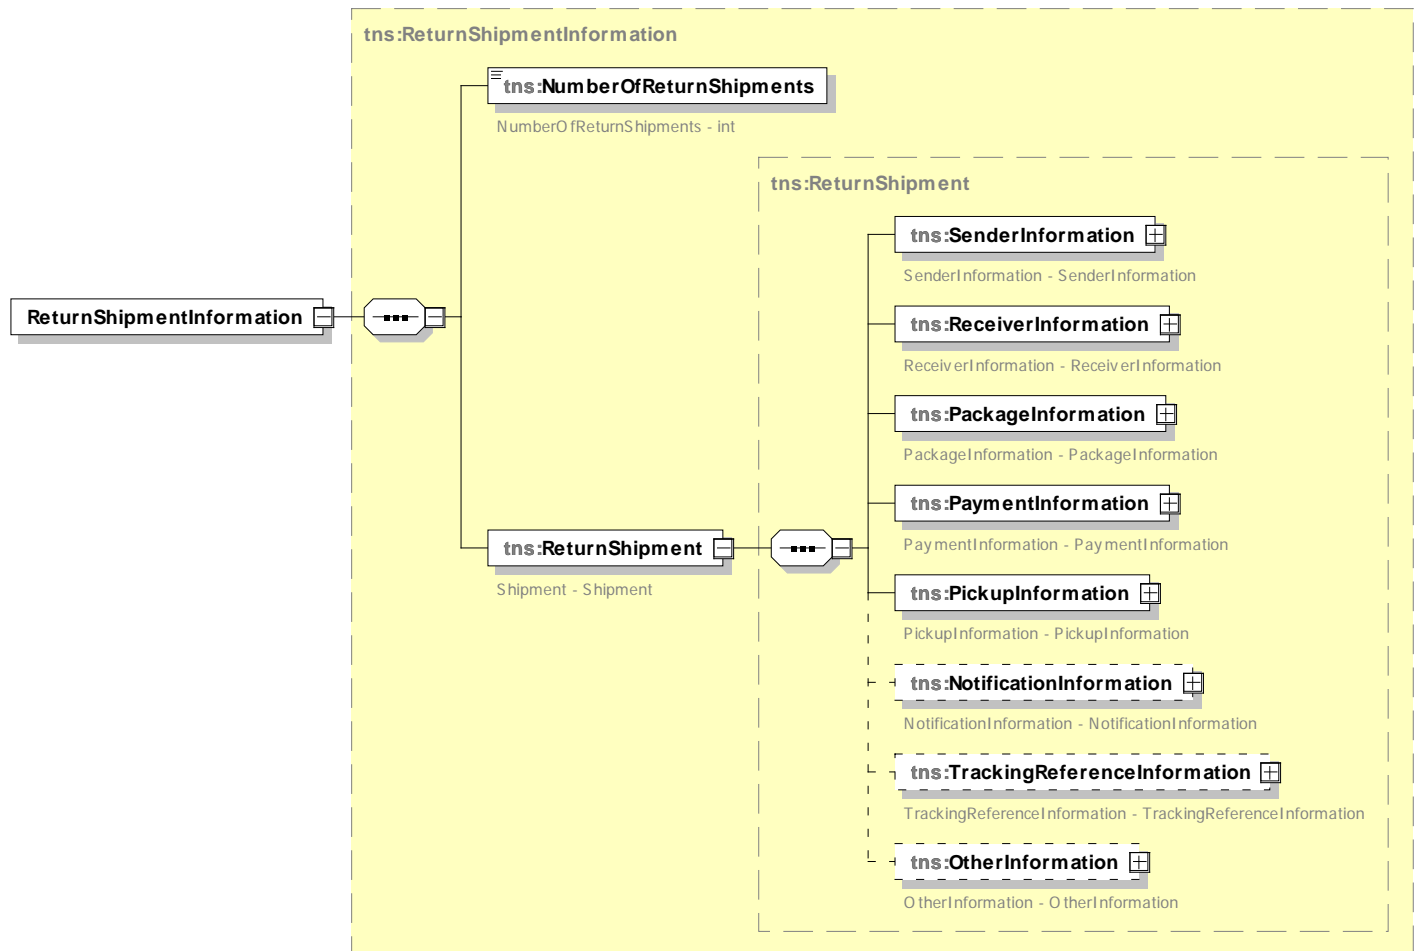 tns:ReturnShipmentInformation
tns:NumberOfReturnShipments
NumberOfReturnShipments - int
tns:ReturnShipment
tns:SenderInformation
SenderInformation - SenderInformation
ReturnShipmentInformation
tns:ReceiverInformation
ReceiverInformation - ReceiverInformation
tns:PackageInformation
PackageInformation - PackageInformation
tns:PaymentInformation
PaymentInformation - PaymentInformation
tns:ReturnShipment
Shipment - Shipment
tns:PickupInformation
PickupInformation - PickupInformation
tns:NotificationInformation
NotificationInformation - NotificationInformation
tns:TrackingReferenceInformation
TrackingReferenceInformation - TrackingReferenceInformation
tns:OtherInformation
OtherInformation - OtherInformation